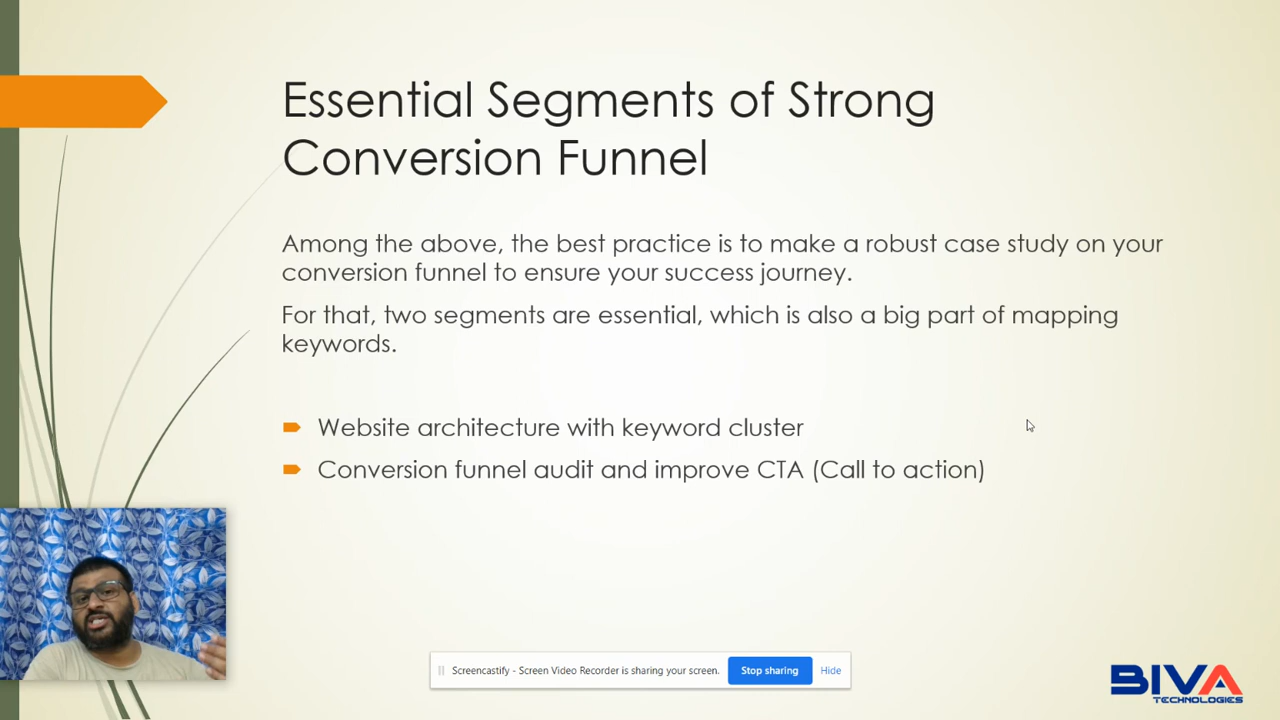 Essential Segments of Strong
Conversion Funnel
Among the above, the best practice is to make a robust case study on your
conversion funnel to ensure your success journey.
For that, two segments are essential, which is also a big part of mapping
keywords.
Website architecture with keyword cluster
Conversion funnel audit and improve CTA (Call to action)
Screencastify - Screen Video Recorder is sharing your screen.
Stop sharing
Hide
BIVA
TECHNOLOGIES